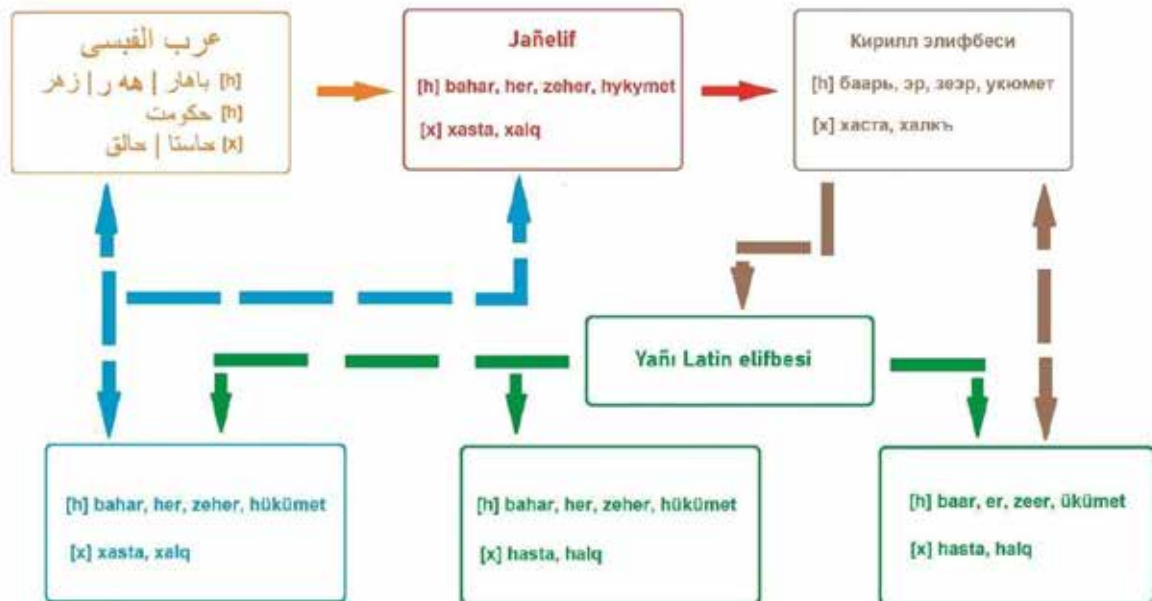 عرب الفبسی
[h] باهار | هه ر | زهر
[h] حكومت
[x] حاستا | حالق
Jañelif
[h] bahar, her, zeher, hykymet
[x] xasta, xalq
Кирилл элифбеси
[h] баарь, эр, зеэр, укюмет
[x] хаста, халкъ
Yañı Latin elifbesi
[h] bahar, her, zeher, hükümet
[x] xasta, xalq
[h] bahar, her, zeher, hükümet
[x] hasta, halq
[h] baar, er, zeer, ükümet
[x] hasta, halq